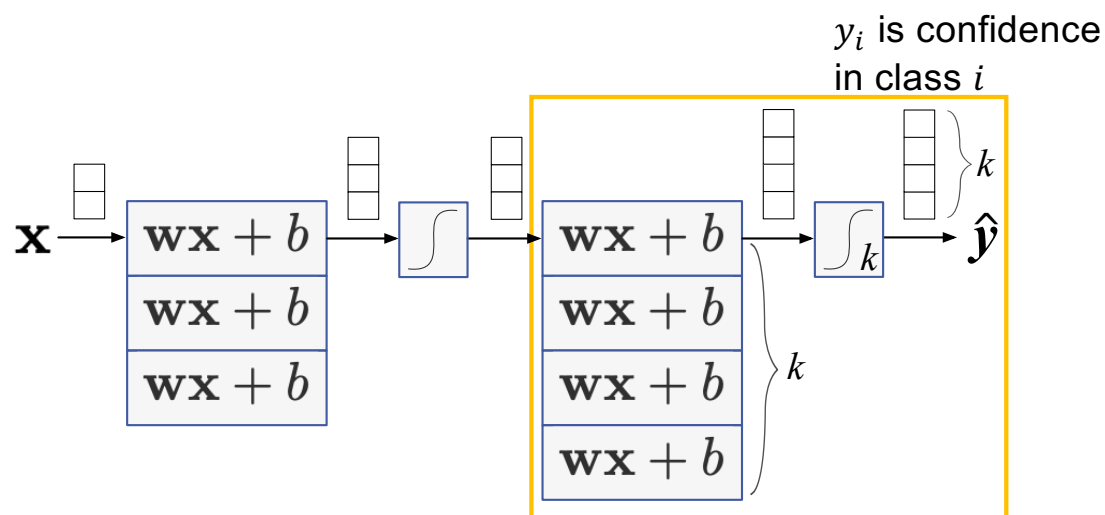 𝑦ᵢ is confidence
in class 𝑖
k
𝐱
𝐰𝐱 + 𝑏
𝐰𝐱 + 𝑏
𝐰𝐱 + 𝑏
𝐰𝐱 + 𝑏
𝐰𝐱 + 𝑏
𝐰𝐱 + 𝑏
𝐰𝐱 + 𝑏
k
k
ŷ